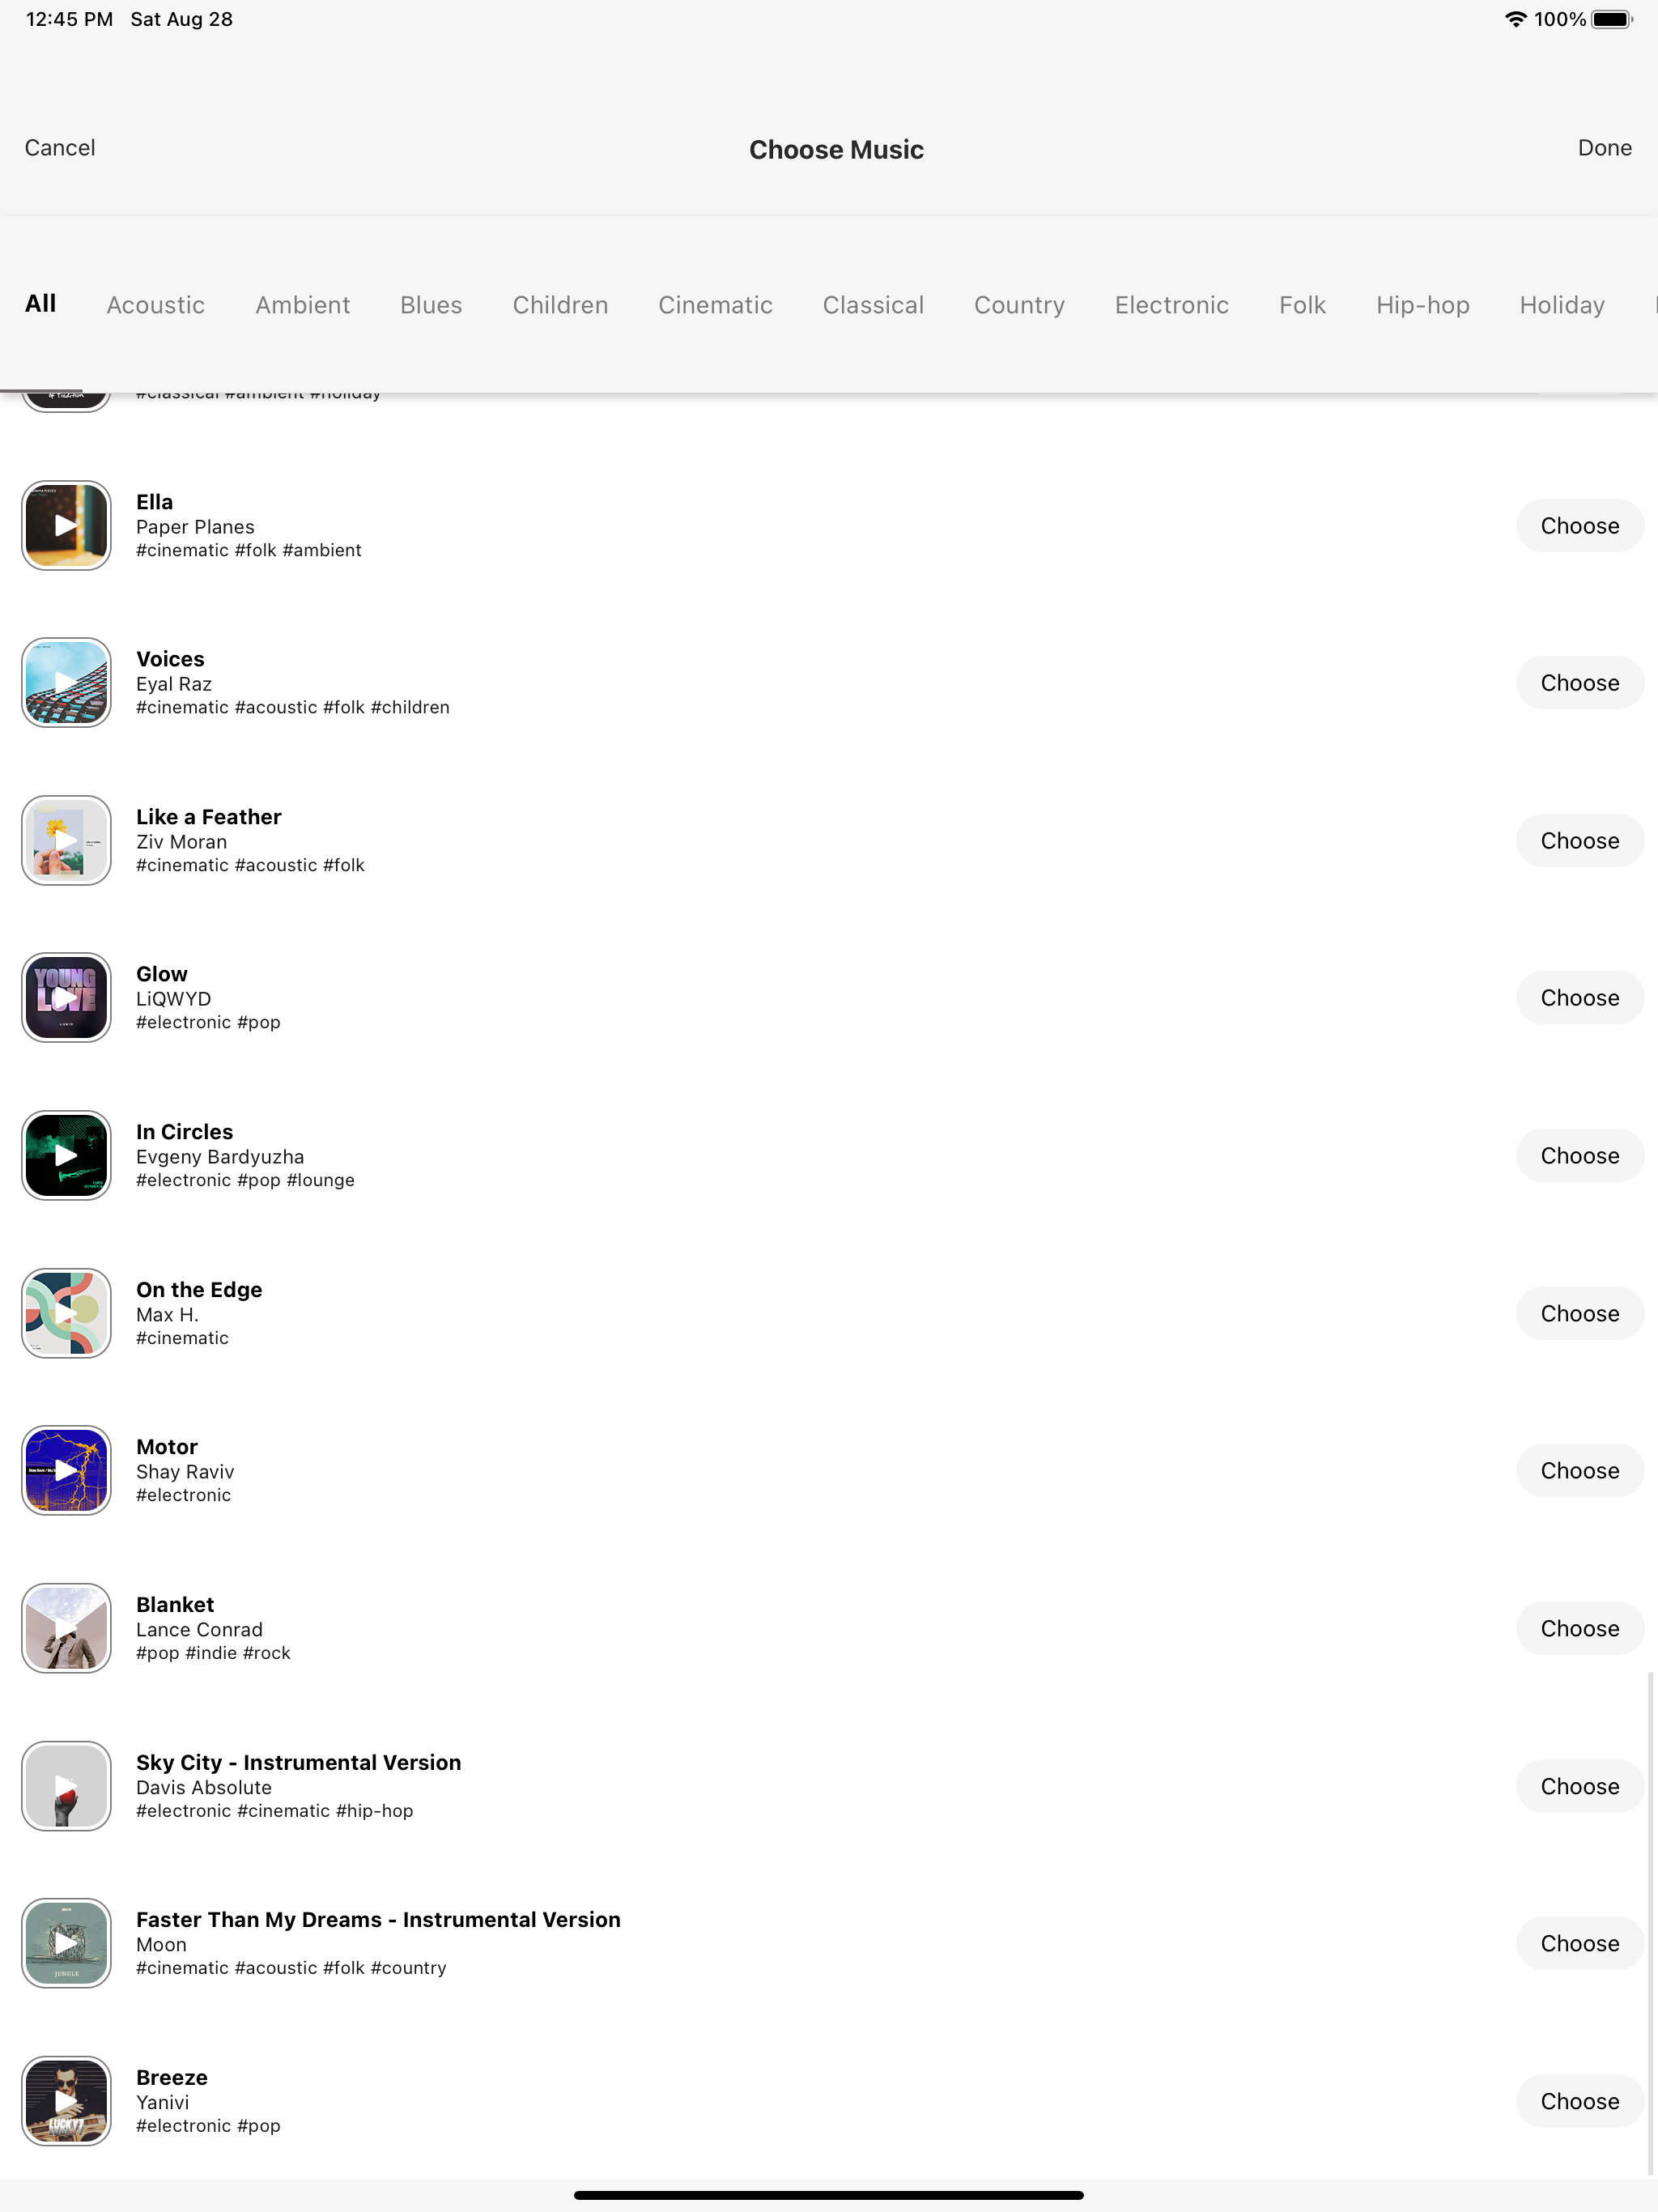 12:45 PM Sat Aug 28
100%
Cancel
Choose Music
Done
All Acoustic Ambient Blues Children Cinematic Classical Country Electronic Folk Hip-hop Holiday
#classical #ambient #holiday
Ella
Paper Planes
#cinematic #folk #ambient
Choose
Voices
Eyal Raz
#cinematic #acoustic #folk #children
Choose
Like a Feather
Ziv Moran
#cinematic #acoustic #folk
Choose
YOUNG
LOVE
Glow
LiQWYD
#electronic #pop
Choose
In Circles
Evgeny Bardyuzha
#electronic #pop #lounge
Choose
On the Edge
Max H.
#cinematic
Choose
Motor
Shay Raviv
#electronic
Choose
Blanket
Lance Conrad
#pop #indie #rock
Choose
Sky City - Instrumental Version
Davis Absolute
#electronic #cinematic #hip-hop
Choose
JUNGLE
Faster Than My Dreams - Instrumental Version
Moon
#cinematic #acoustic #folk #country
Choose
LUCKY7
Breeze
Yanivi
#electronic #pop
Choose